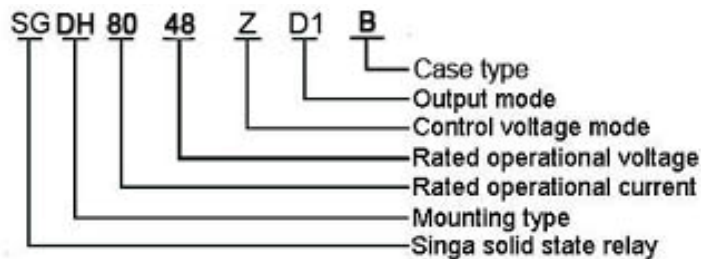 SG DH 80 48 Z D1 B
Case type
Output mode
Control voltage mode
Rated operational voltage
Rated operational current
Mounting type
Singa solid state relay